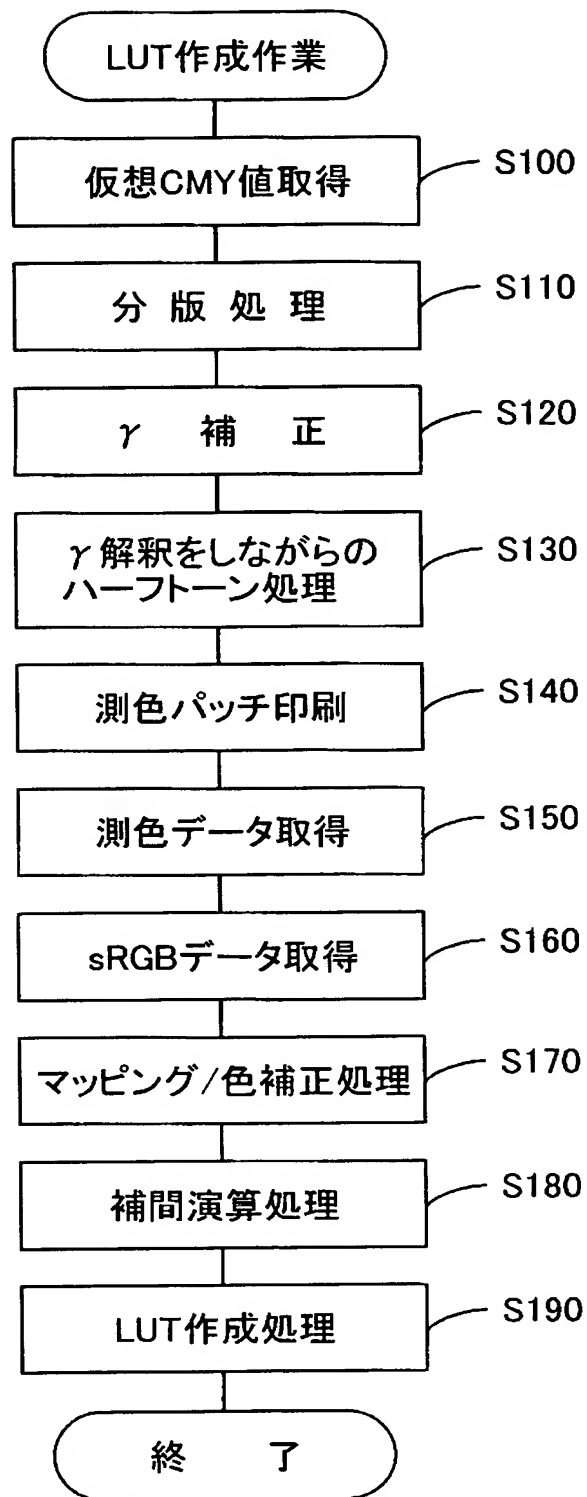 LUT作成作業
仮想CMY値取得
S100
分版処理
S110
γ補正
S120
γ解釈をしながらの
ハーフトーン処理
S130
測色パッチ印刷
S140
測色データ取得
S150
sRGBデータ取得
S160
マッピング/色補正処理
S170
補間演算処理
S180
LUT作成処理
S190
終了